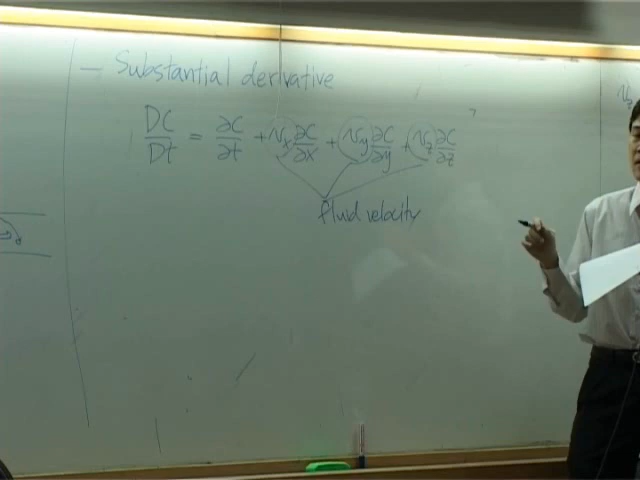 — Substantial derivative
DC/Dt = ∂C/∂t + v_x ∂C/∂x + v_y ∂C/∂y + v_z ∂C/∂z
fluid velocity